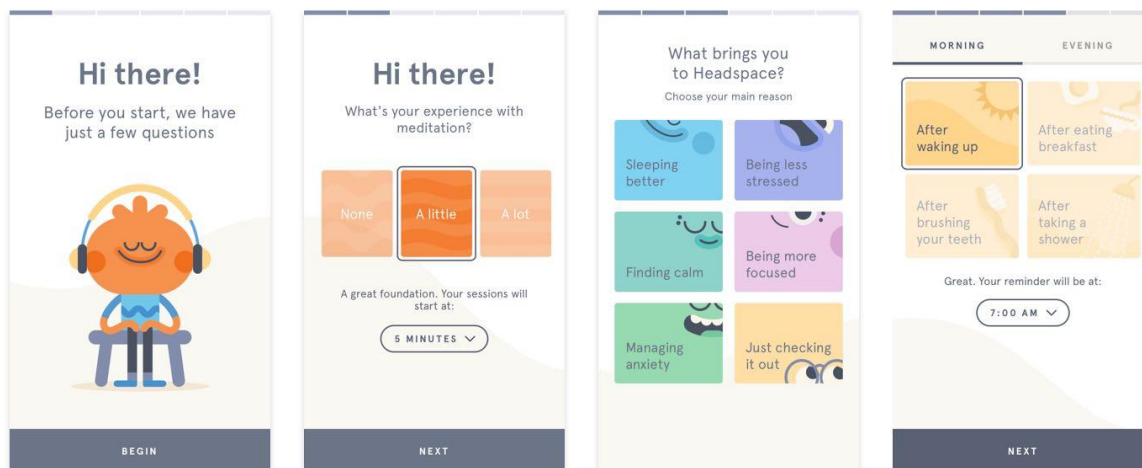 Hi there!
Before you start, we have
just a few questions
BEGIN
Hi there!
What's your experience with
meditation?
None
A little
A lot
A great foundation. Your sessions will
start at:
5 MINUTES
NEXT
What brings you
to Headspace?
Choose your main reason
Sleeping
better
Being less
stressed
Finding calm
Being more
focused
Managing
anxiety
Just checking
it out
MORNING
EVENING
After
waking up
After eating
breakfast
After
brushing
your teeth
After
taking a
shower
Great. Your reminder will be at:
7:00 AM
NEXT